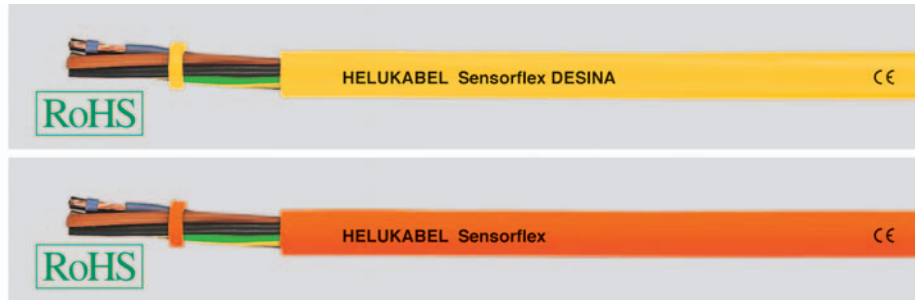 HELUKABEL Sensorflex DESINA CE
RoHS
HELUKABEL Sensorflex CE
RoHS